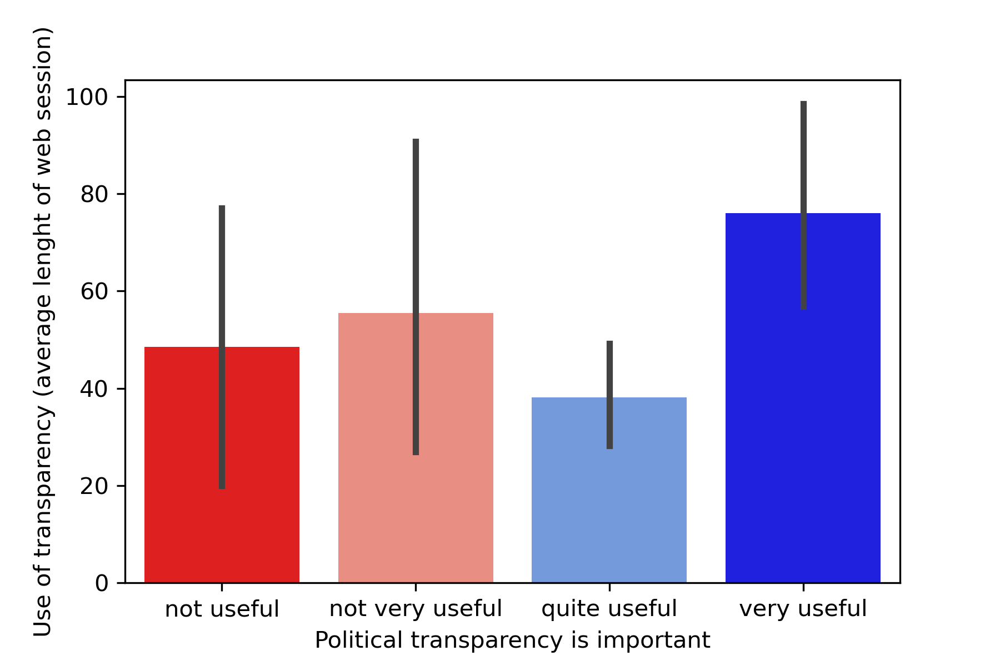 Use of transparency (average lenght of web session)
100
80
60
40
20
0
not useful not very useful quite useful very useful
Political transparency is important